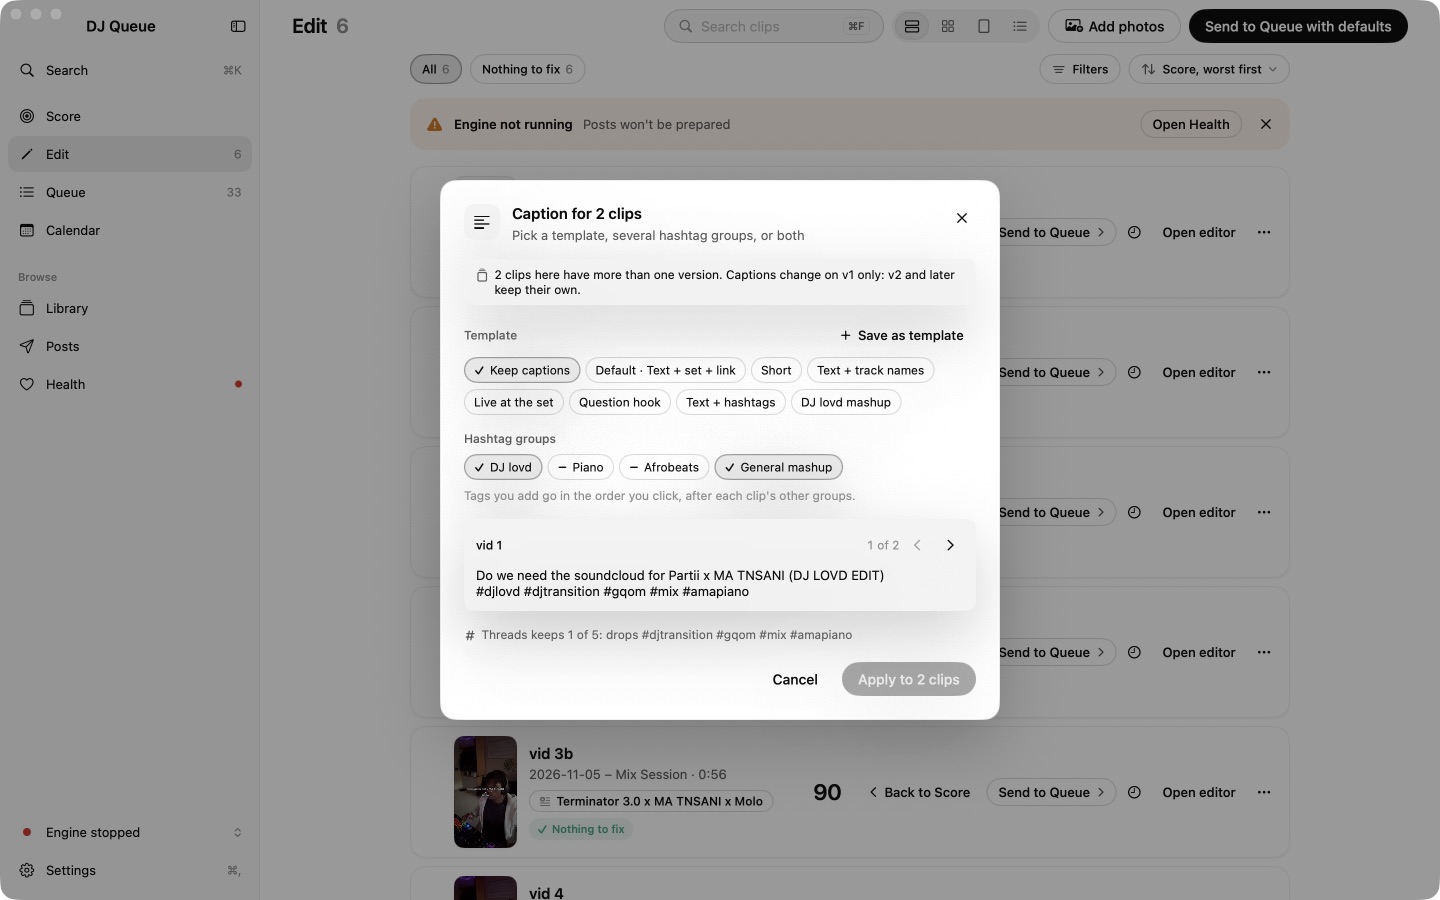 DJ Queue
Search ⌘K
Score
Edit 6
Queue 33
Calendar
Browse
Library
Posts
Health
Engine stopped
Settings ⌘,
Edit 6
Search clips ⌘F
Add photos
Send to Queue with defaults
All 6
Nothing to fix 6
Filters
Score, worst first
Engine not running Posts won't be prepared
Open Health
Caption for 2 clips
Pick a template, several hashtag groups, or both
2 clips here have more than one version. Captions change on v1 only: v2 and later
keep their own.
Template
+ Save as template
Keep captions
Default · Text + set + link
Short
Text + track names
Live at the set
Question hook
Text + hashtags
DJ lovd mashup
Hashtag groups
DJ lovd
Piano
Afrobeats
General mashup
Tags you add go in the order you click, after each clip's other groups.
vid 1
1 of 2
Do we need the soundcloud for Partii x MA TNSANI (DJ LOVD EDIT)
#djlovd #djtransition #gqom #mix #amapiano
# Threads keeps 1 of 5: drops #djtransition #gqom #mix #amapiano
Cancel
Apply to 2 clips
Send to Queue
Open editor
Send to Queue
Open editor
Send to Queue
Open editor
Send to Queue
Open editor
vid 3b
2026-11-05 – Mix Session · 0:56
Terminator 3.0 x MA TNSANI x Molo
Nothing to fix
90
Back to Score
Send to Queue
Open editor
vid 4